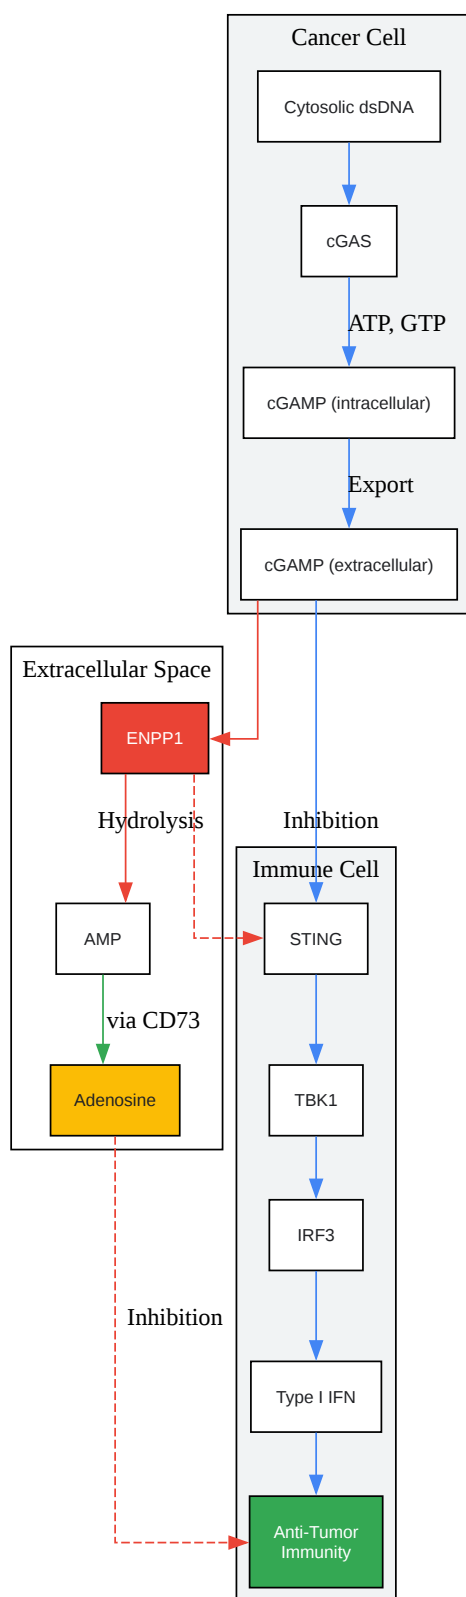 Cancer Cell
Cytosolic dsDNA
cGAS
ATP, GTP
cGAMP (intracellular)
Export
cGAMP (extracellular)
Extracellular Space
ENPP1
Hydrolysis
Inhibition
Immune Cell
AMP
STING
via CD73
Adenosine
TBK1
IRF3
Inhibition
Type I IFN
Anti-Tumor
Immunity